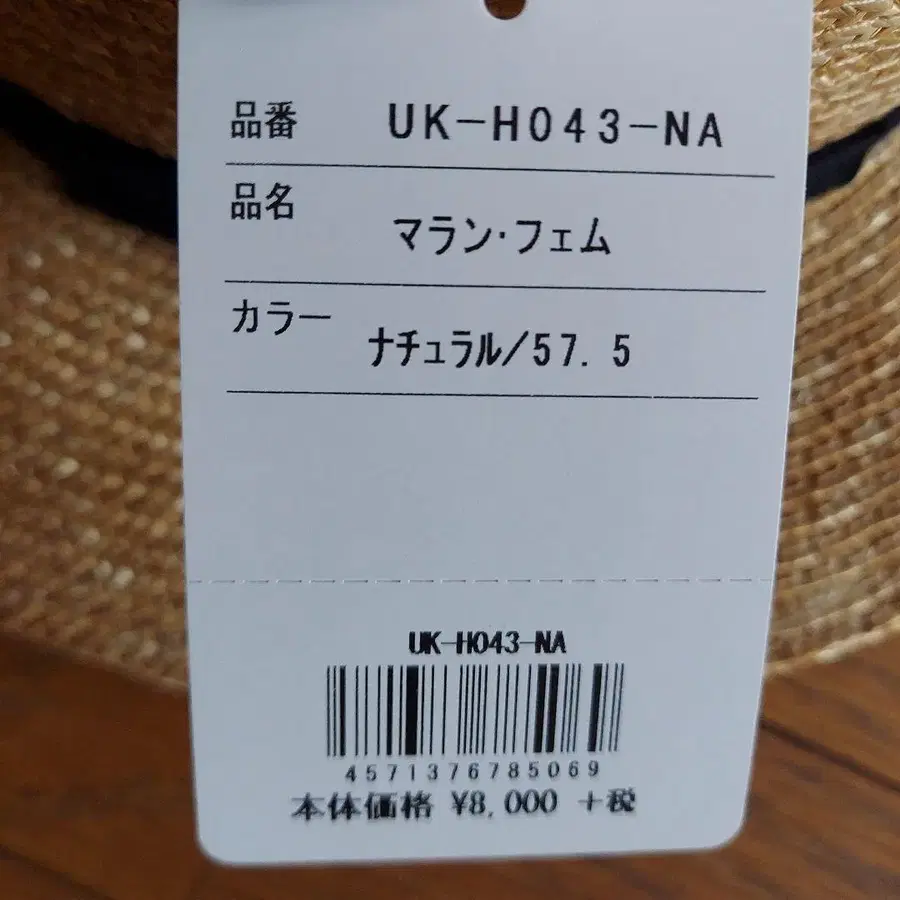 品番 UK-H043-NA
品名
マラン・フェム
カラー
ナチュラル/57.5
UK-H043-NA
4571376785069
本体価格 ¥8,000 +税